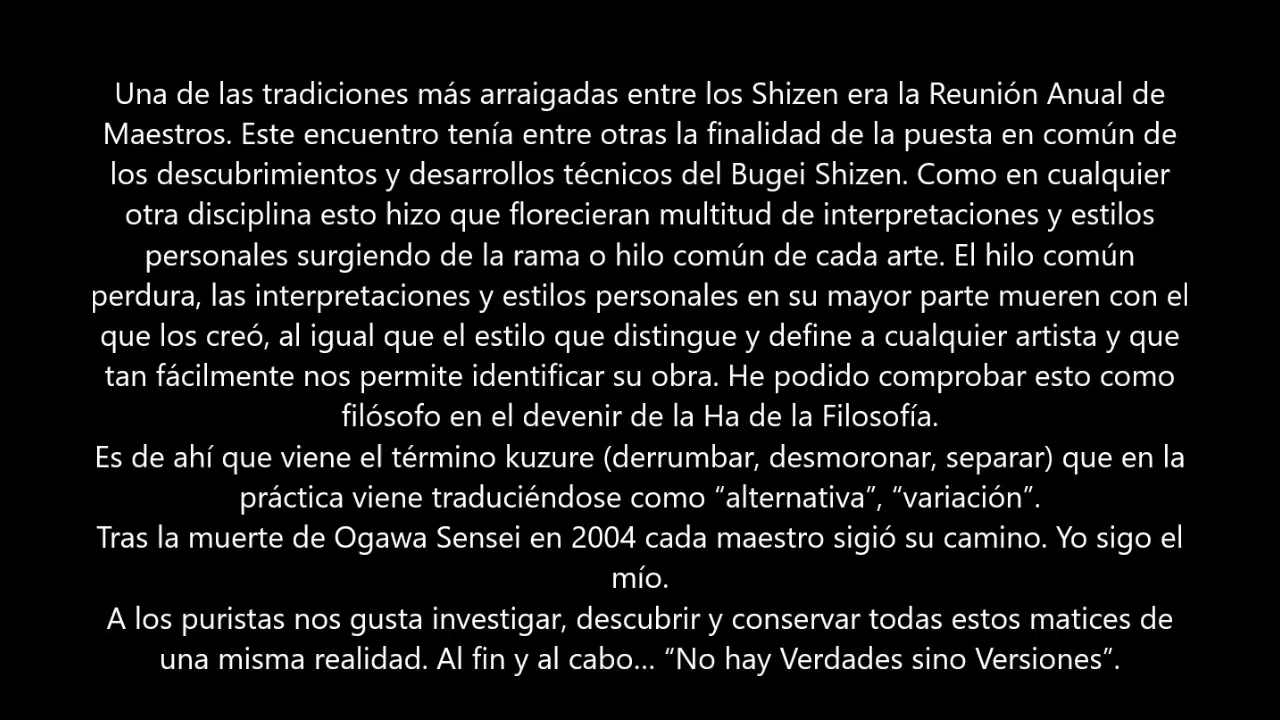 Una de las tradiciones más arraigadas entre los Shizen era la Reunión Anual de
Maestros. Este encuentro tenía entre otras la finalidad de la puesta en común de
los descubrimientos y desarrollos técnicos del Bugei Shizen. Como en cualquier
otra disciplina esto hizo que florecieran multitud de interpretaciones y estilos
personales surgiendo de la rama o hilo común de cada arte. El hilo común
perdura, las interpretaciones y estilos personales en su mayor parte mueren con el
que los creó, al igual que el estilo que distingue y define a cualquier artista y que
tan fácilmente nos permite identificar su obra. He podido comprobar esto como
filósofo en el devenir de la Ha de la Filosofía.
Es de ahí que viene el término kuzure (derrumbar, desmoronar, separar) que en la
práctica viene traduciéndose como “alternativa”, “variación”.
Tras la muerte de Ogawa Sensei en 2004 cada maestro sigió su camino. Yo sigo el
mío.
A los puristas nos gusta investigar, descubrir y conservar todas estos matices de
una misma realidad. Al fin y al cabo… “No hay Verdades sino Versiones”.